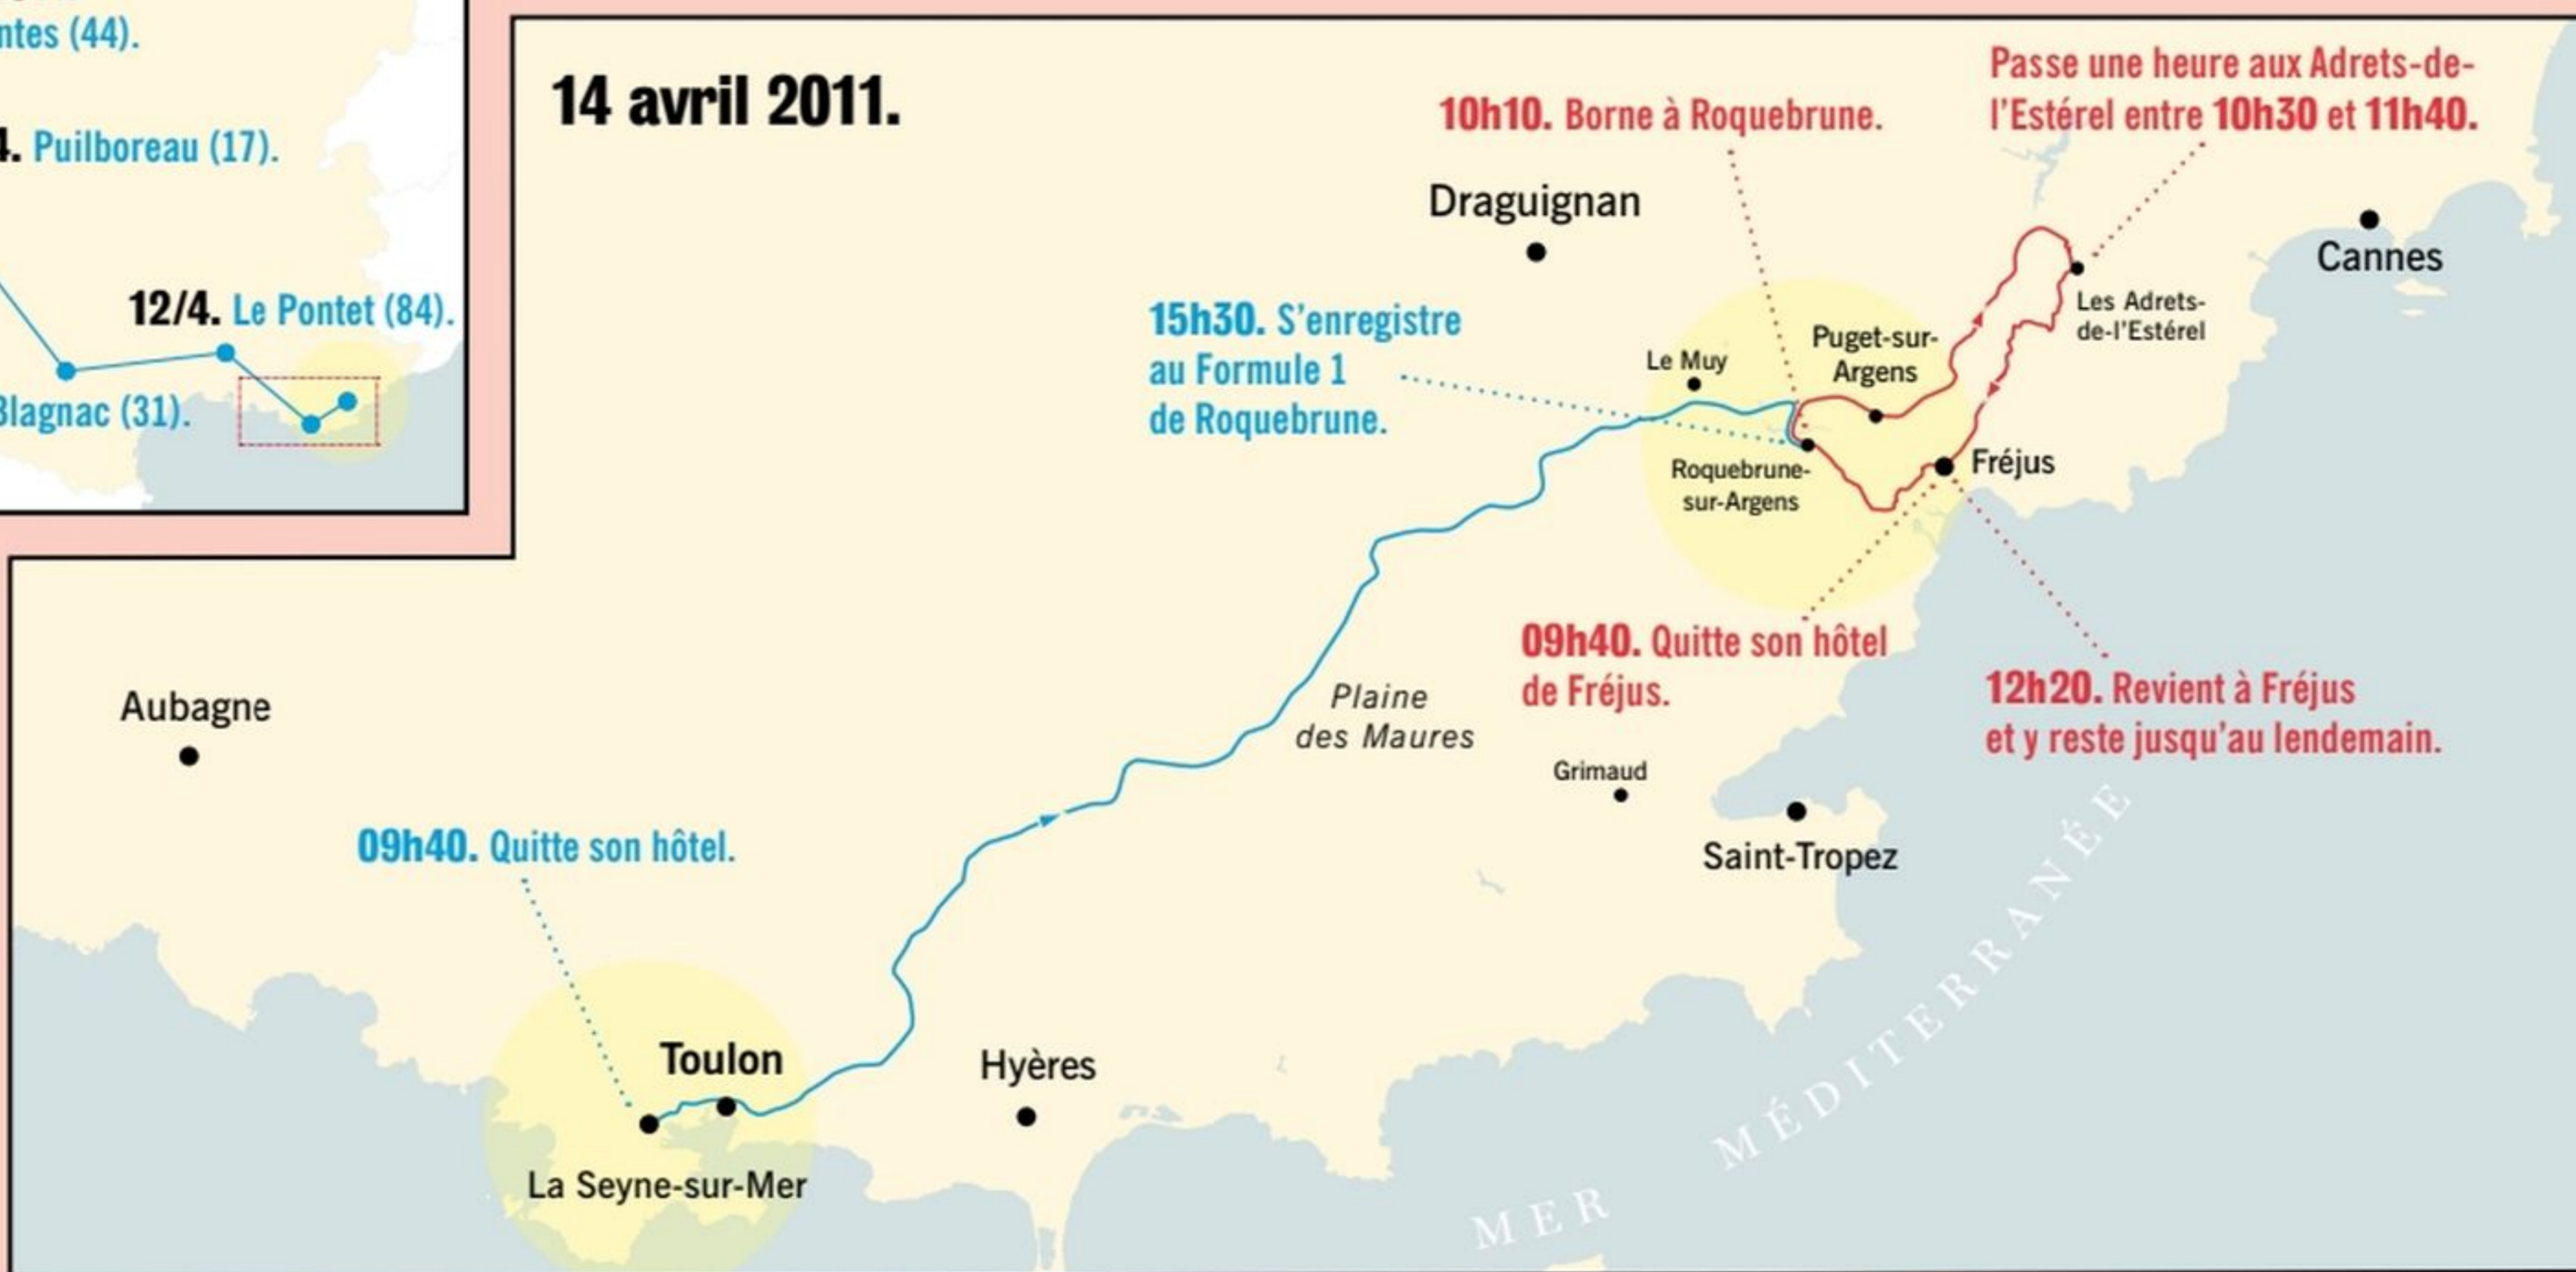 ntes (44).
4. Puilboreau (17).
12/4. Le Pontet (84).
Blagnac (31).
14 avril 2011.
10h10. Borne à Roquebrune.
Passe une heure aux Adrets-de-
l'Estérel entre 10h30 et 11h40.
Draguignan
Cannes
15h30. S'enregistre
au Formule 1
de Roquebrune.
Le Muy
Puget-sur-
Argens
Les Adrets-
de-l'Estérel
Roquebrune-
sur-Argens
Fréjus
09h40. Quitte son hôtel
de Fréjus.
12h20. Revient à Fréjus
et y reste jusqu'au lendemain.
Plaine
des Maures
Aubagne
Grimaud
Saint-Tropez
09h40. Quitte son hôtel.
Toulon
Hyères
La Seyne-sur-Mer
MER MÉDITERRANÉE